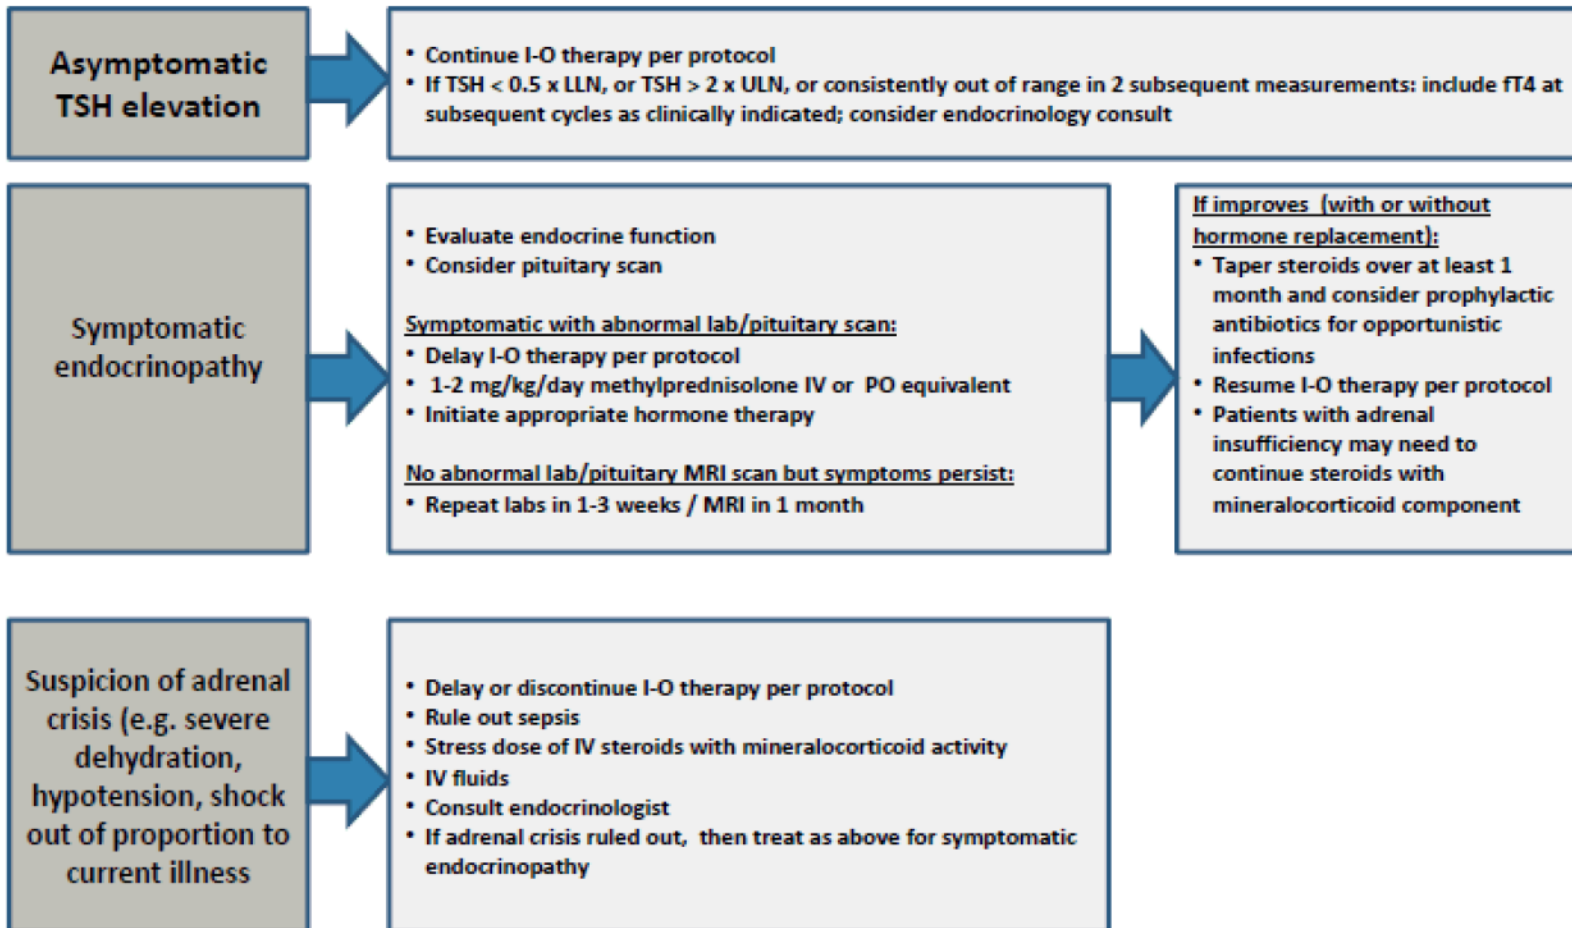 Asymptomatic
TSH elevation
• Continue I-O therapy per protocol
• If TSH < 0.5 x LLN, or TSH > 2 x ULN, or consistently out of range in 2 subsequent measurements: include fT4 at
subsequent cycles as clinically indicated; consider endocrinology consult
Symptomatic
endocrinopathy
• Evaluate endocrine function
• Consider pituitary scan
Symptomatic with abnormal lab/pituitary scan:
• Delay I-O therapy per protocol
• 1-2 mg/kg/day methylprednisolone IV or PO equivalent
• Initiate appropriate hormone therapy
No abnormal lab/pituitary MRI scan but symptoms persist:
• Repeat labs in 1-3 weeks / MRI in 1 month
If improves (with or without
hormone replacement):
• Taper steroids over at least 1
month and consider prophylactic
antibiotics for opportunistic
infections
• Resume I-O therapy per protocol
• Patients with adrenal
insufficiency may need to
continue steroids with
mineralocorticoid component
Suspicion of adrenal
crisis (e.g. severe
dehydration,
hypotension, shock
out of proportion to
current illness
• Delay or discontinue I-O therapy per protocol
• Rule out sepsis
• Stress dose of IV steroids with mineralocorticoid activity
• IV fluids
• Consult endocrinologist
• If adrenal crisis ruled out, then treat as above for symptomatic
endocrinopathy